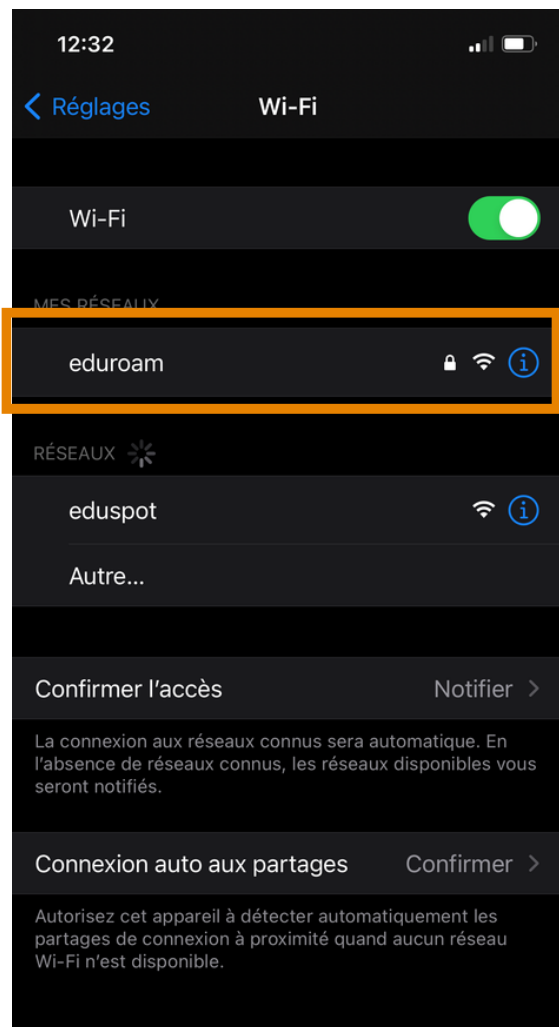 12:32
Réglages
Wi-Fi
Wi-Fi
MES RÉSEAUX
eduroam
RÉSEAUX
eduspot
Autre...
Confirmer l'accès Notifier
La connexion aux réseaux connus sera automatique. En
l'absence de réseaux connus, les réseaux disponibles vous
seront notifiés.
Connexion auto aux partages Confirmer
Autorisez cet appareil à détecter automatiquement les
partages de connexion à proximité quand aucun réseau
Wi-Fi n'est disponible.